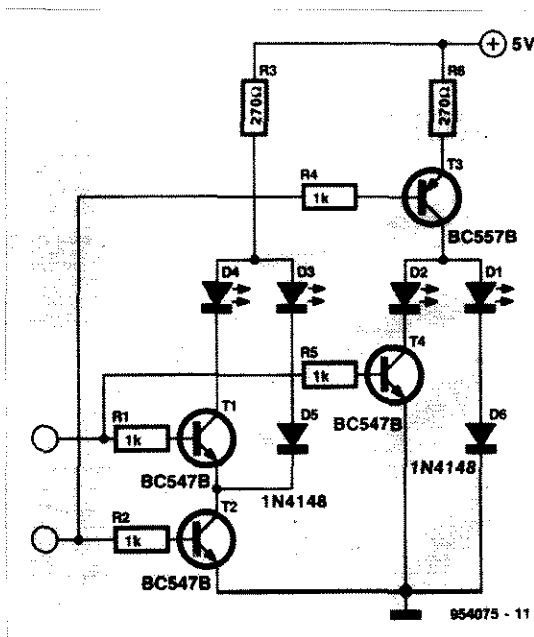 5V
R3
270Ω
R6
270Ω
T3
R4
1k
BC557B
D4
D3
D2
D1
R5
1k
T4
R1
1k
T1
D5
BC547B
D6
BC547B
1N4148
1N4148
R2
1k
T2
BC547B
954075 - 11